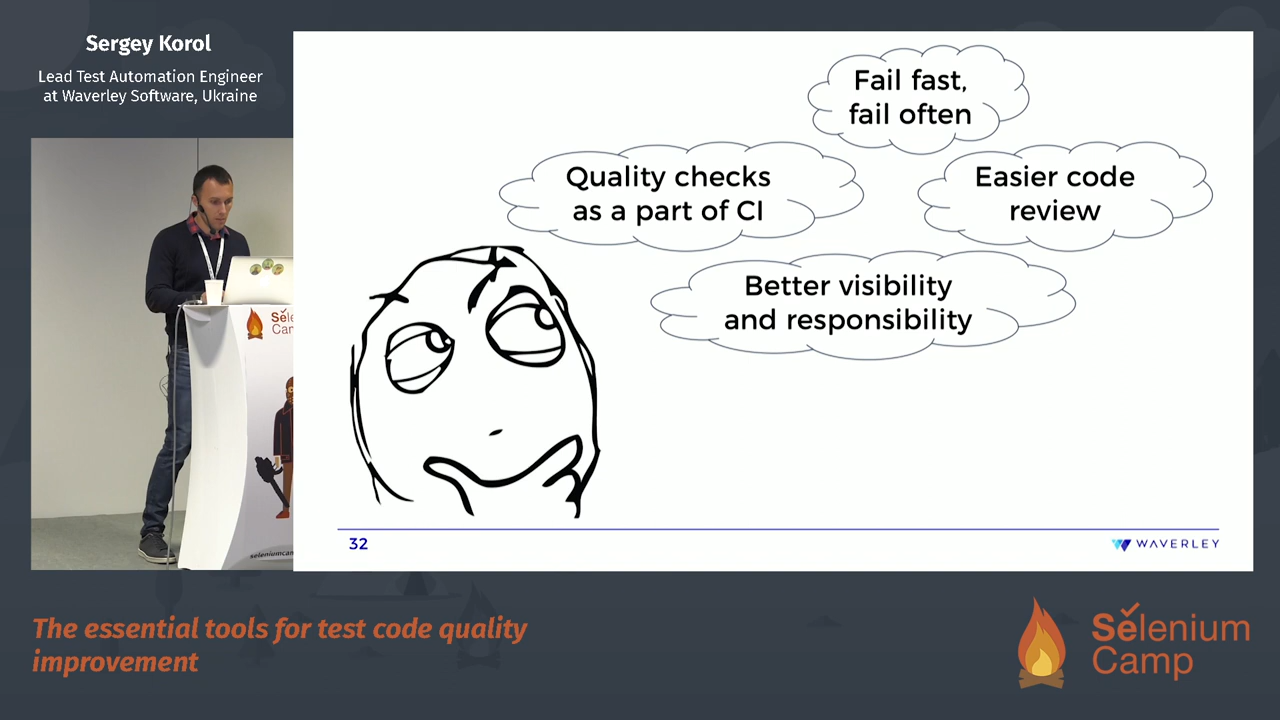 Sergey Korol
Lead Test Automation Engineer
at Waverley Software, Ukraine
Fail fast,
fail often
Quality checks
as a part of CI
Easier code
review
Better visibility
and responsibility
32
WAVERLEY
The essential tools for test code quality
improvement
Selenium
Camp